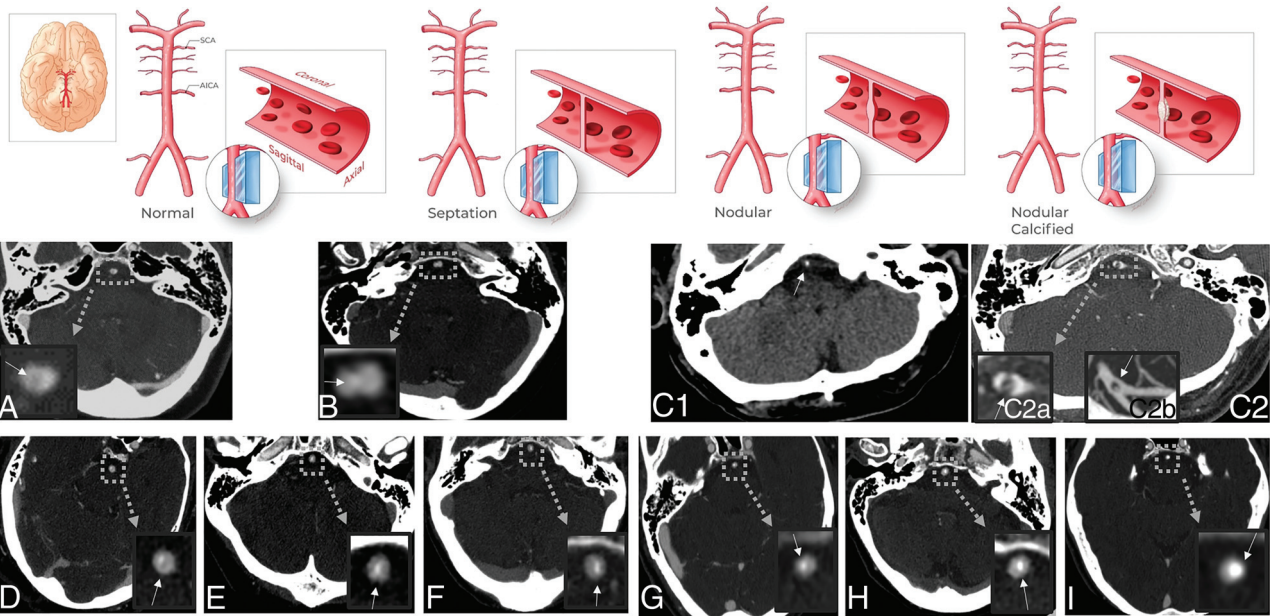 SCA
AICA
Coronal
Sagittal
Axial
Normal
Septation
Nodular
Nodular
Calcified
A
B
C1
C2a
C2b
C2
D
E
F
G
H
I